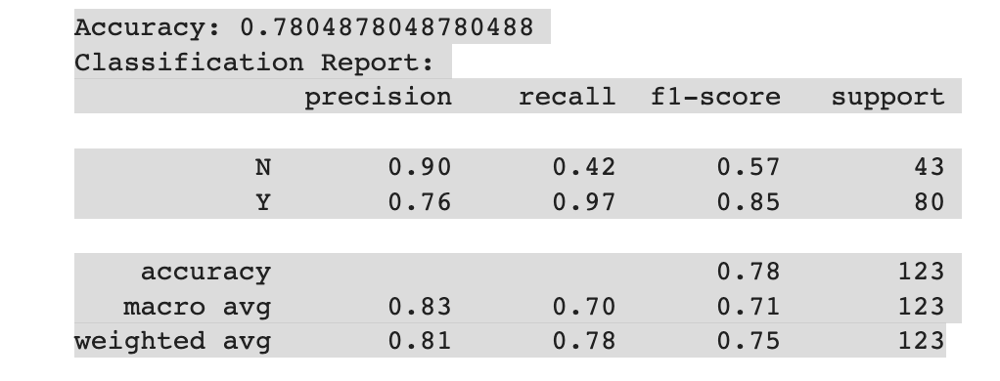 Accuracy: 0.7804878048780488
Classification Report:
precision recall f1-score support
N 0.90 0.42 0.57 43
Y 0.76 0.97 0.85 80
accuracy 0.78 123
macro avg 0.83 0.70 0.71 123
weighted avg 0.81 0.78 0.75 123